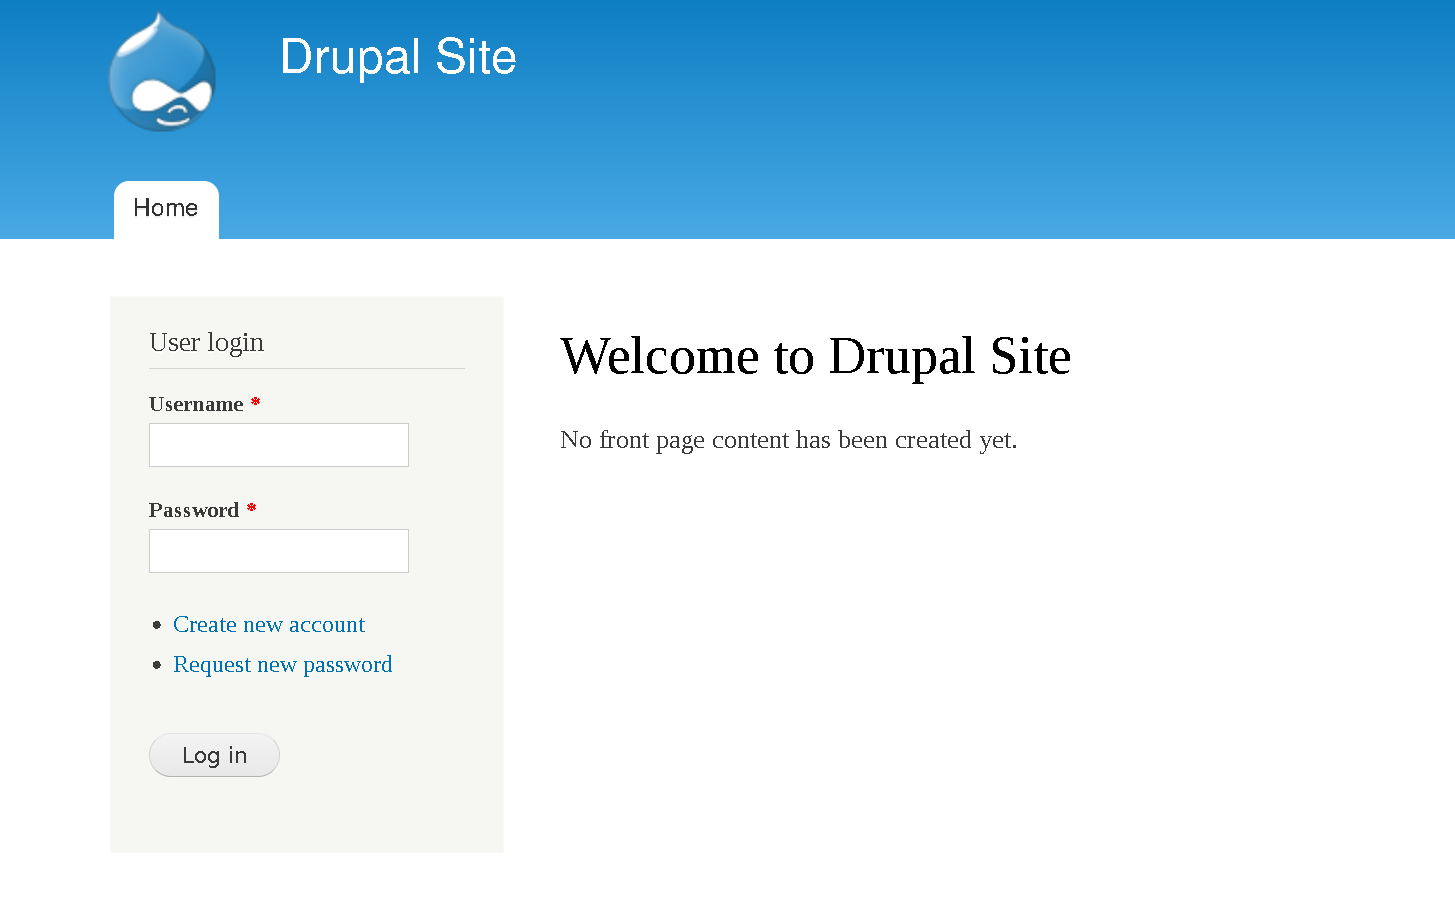 Drupal Site
Home
User login
Username *
Password *
Create new account
Request new password
Log in
Welcome to Drupal Site
No front page content has been created yet.